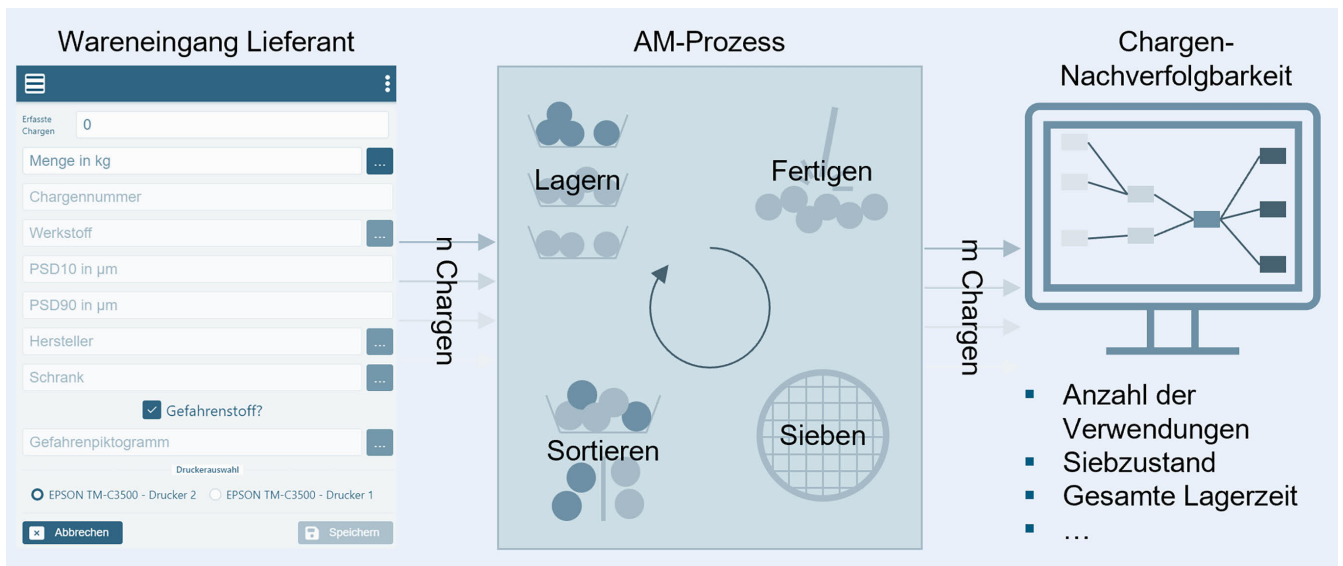 Wareneingang Lieferant
Erfasste
Chargen
0
Menge in kg
...
Chargennummer
Werkstoff
...
PSD10 in µm
PSD90 in µm
Hersteller
...
Schrank
...
Gefahrenstoff?
Gefahrenpiktogramm
...
Druckerauswahl
EPSON TM-C3500 - Drucker 2
EPSON TM-C3500 - Drucker 1
Abbrechen
Speichern
n Chargen
AM-Prozess
Lagern
Fertigen
Sortieren
Sieben
m Chargen
Chargen-
Nachverfolgbarkeit
▪ Anzahl der
Verwendungen
▪ Siebzustand
▪ Gesamte Lagerzeit
▪ …